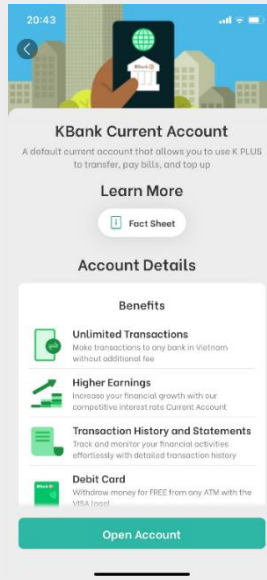 20:43
KBank
KBank Current Account
A default current account that allows you to use K PLUS
to transfer, pay bills, and top up
Learn More
Fact Sheet
Account Details
Benefits
Unlimited Transactions
Make transactions to any bank in Vietnam
without additional fee
Higher Earnings
Increase your financial growth with our
competitive interest rate Current Account
Transaction History and Statements
Track and monitor your financial activities
effortlessly with detailed transaction history
Debit Card
Withdraw money for FREE from any ATM with the
VISA logo!
Open Account